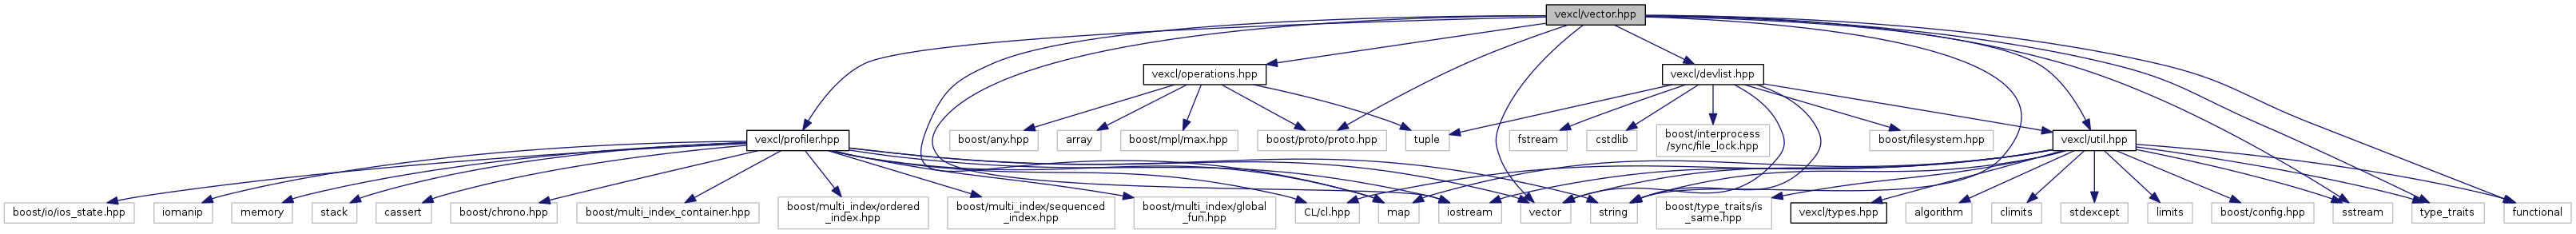 vexcl/vector.hpp
vexcl/operations.hpp
vexcl/devlist.hpp
vexcl/profiler.hpp
boost/any.hpp
array
boost/mpl/max.hpp
boost/proto/proto.hpp
tuple
fstream
cstdlib
boost/interprocess
/sync/file_lock.hpp
boost/filesystem.hpp
vexcl/util.hpp
boost/io/ios_state.hpp
iomanip
memory
stack
cassert
boost/chrono.hpp
boost/multi_index_container.hpp
boost/multi_index/ordered
_index.hpp
boost/multi_index/sequenced
_index.hpp
boost/multi_index/global
_fun.hpp
CL/cl.hpp
map
iostream
vector
string
boost/type_traits/is
_same.hpp
vexcl/types.hpp
algorithm
climits
stdexcept
limits
boost/config.hpp
sstream
type_traits
functional